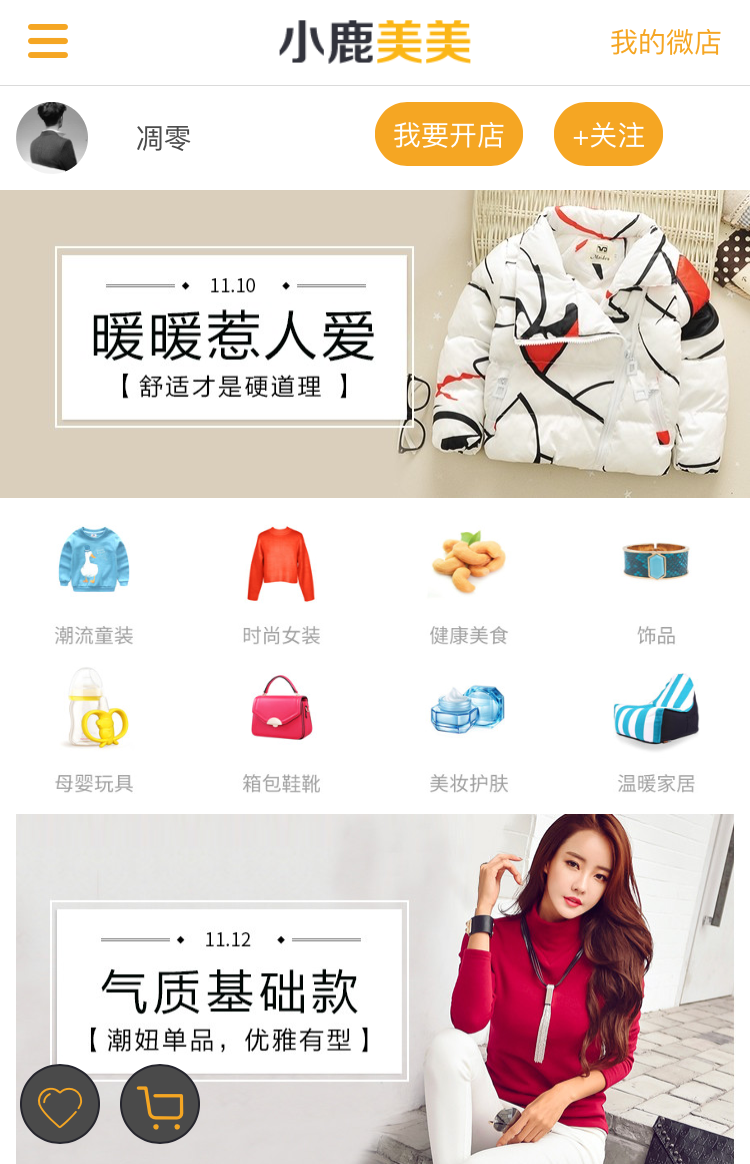 小鹿美美
我的微店
凋零
我要开店
+关注
11.10
暖暖惹人爱
【 舒适才是硬道理 】
潮流童装
时尚女装
健康美食
饰品
母婴玩具
箱包鞋靴
美妆护肤
温暖家居
11.12
气质基础款
【 潮妞单品，优雅有型 】